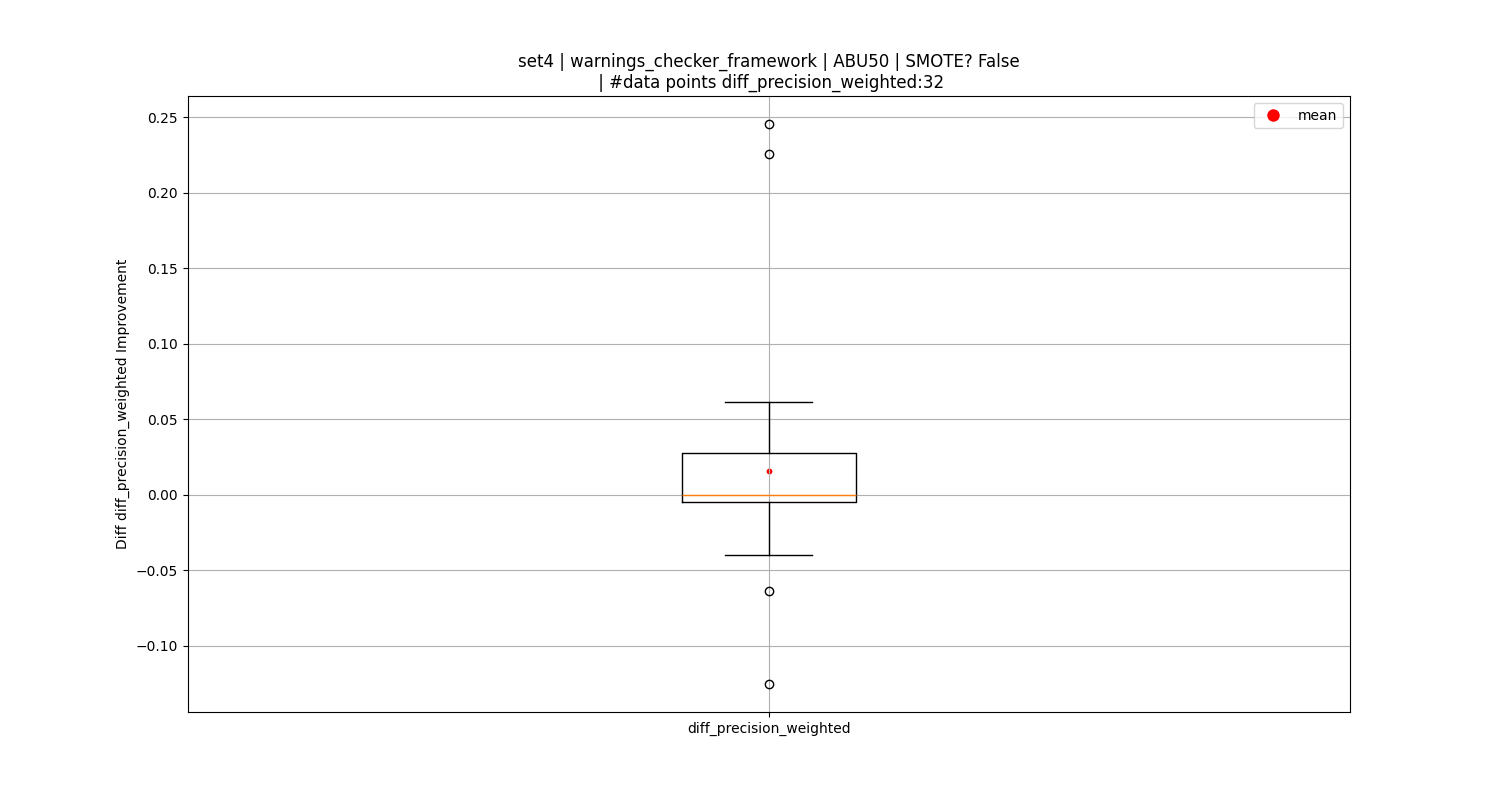 set4 | warnings_checker_framework | ABU50 | SMOTE? False
| #data points diff_precision_weighted:32
mean
0.25
0.20
0.15
0.10
0.05
0.00
−0.05
−0.10
Diff diff_precision_weighted Improvement
diff_precision_weighted